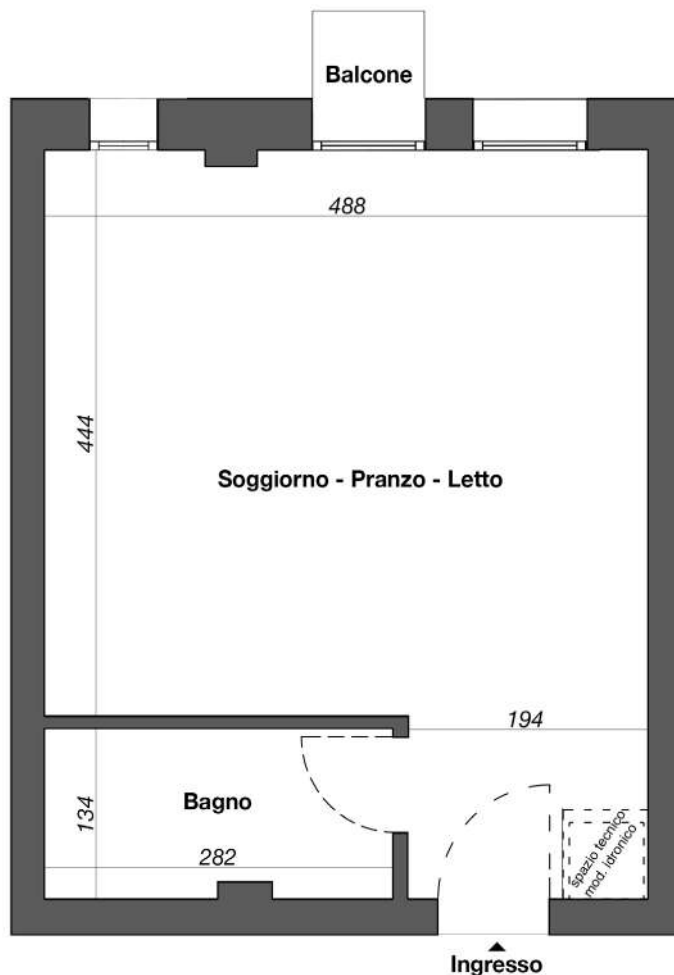 Balcone
488
444
Soggiorno - Pranzo - Letto
194
Bagno
134
282
spazio tecnico
mod. idronico
Ingresso